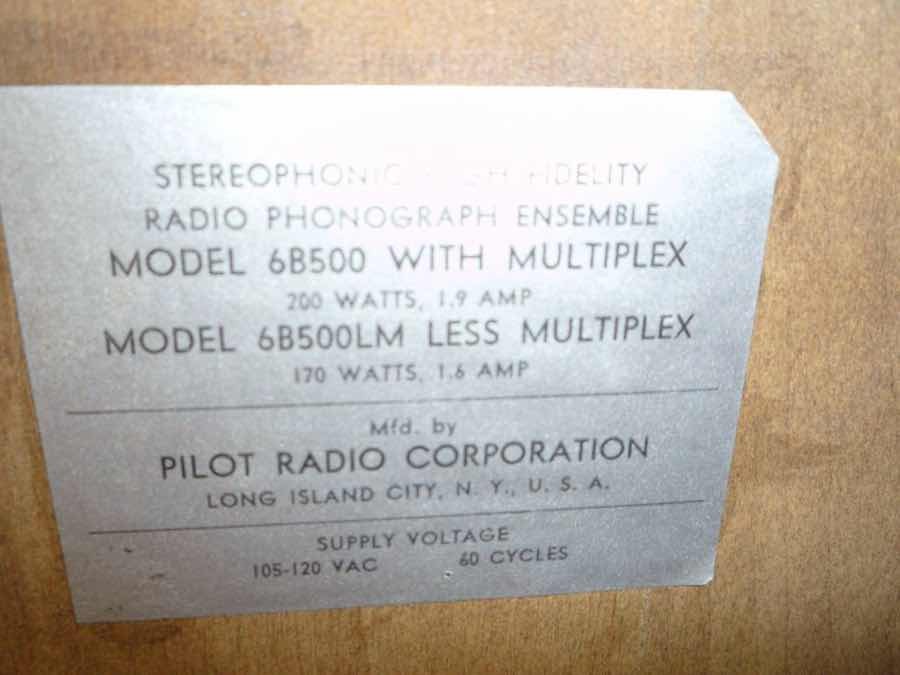 STEREOPHONIC HIGH FIDELITY
RADIO PHONOGRAPH ENSEMBLE
MODEL 6B500 WITH MULTIPLEX
200 WATTS, 1.9 AMP
MODEL 6B500LM LESS MULTIPLEX
170 WATTS, 1.6 AMP
Mfd. by
PILOT RADIO CORPORATION
LONG ISLAND CITY, N. Y., U. S. A.
SUPPLY VOLTAGE
105-120 VAC 60 CYCLES